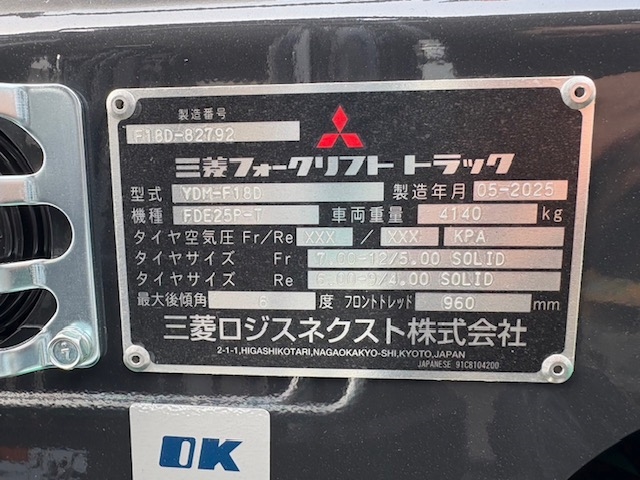 製造番号
F18D-82792
三菱フォークリフト トラック
型式 YDM-F18D 製造年月 05-2025
機種 FDE25P-T 車両重量 4140 kg
タイヤ空気圧 Fr/Re XXX / XXX KPA
タイヤサイズ Fr 7.00-12/5.00 SOLID
タイヤサイズ Re 6.00-9/4.00 SOLID
最大後傾角 6 度 フロントトレッド 960 mm
三菱ロジスネクスト株式会社
2-1-1,HIGASHIKOTARI,NAGAOKAKYO-SHI,KYOTO,JAPAN
JAPANESE 91C8104200
OK